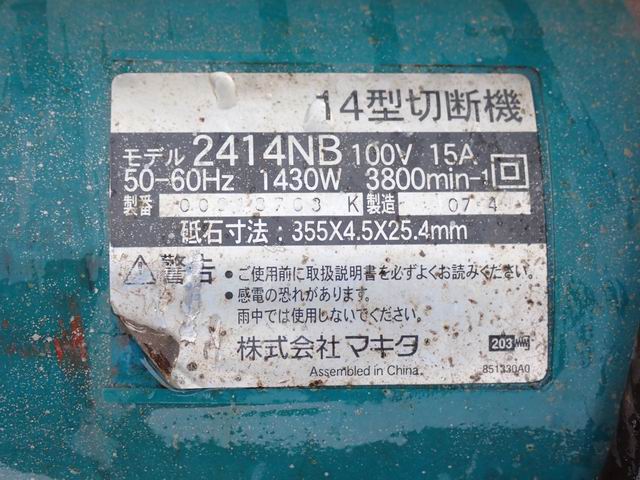 14型切断機
モデル 2414NB 100V 15A
50-60Hz 1430W 3800min-1
製番 K 製造 07 4
砥石寸法：355X4.5X25.4mm
警告 ●ご使用前に取扱説明書を必ずよくお読みください。
●感電の恐れがあります。
雨中では使用しないでください。
株式会社 マキタ 203
Assembled in China 851330A0